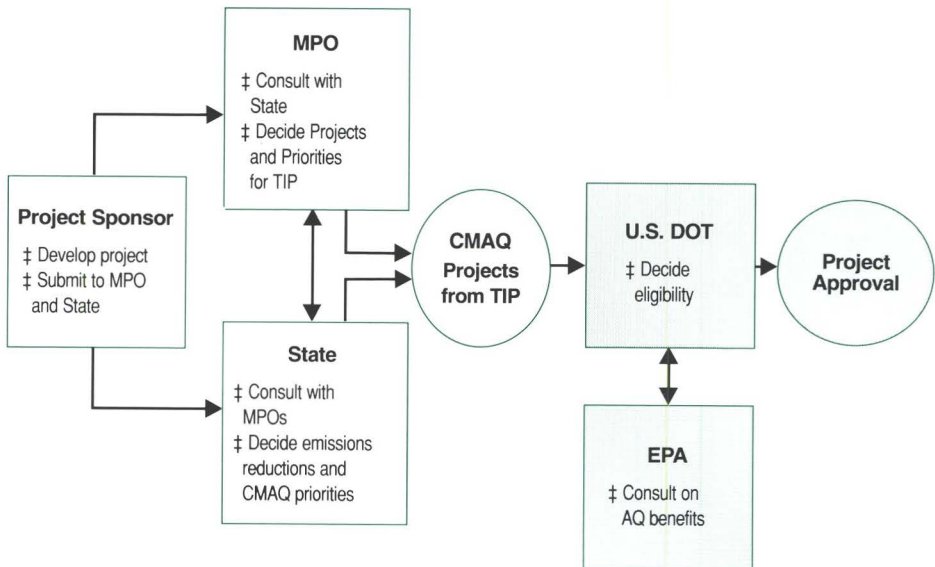 Project Sponsor
‡ Develop project
‡ Submit to MPO
and State
MPO
‡ Consult with
State
‡ Decide Projects
and Priorities
for TIP
State
‡ Consult with
MPOs
‡ Decide emissions
reductions and
CMAQ priorities
CMAQ
Projects
from TIP
U.S. DOT
‡ Decide
eligibility
EPA
‡ Consult on
AQ benefits
Project
Approval